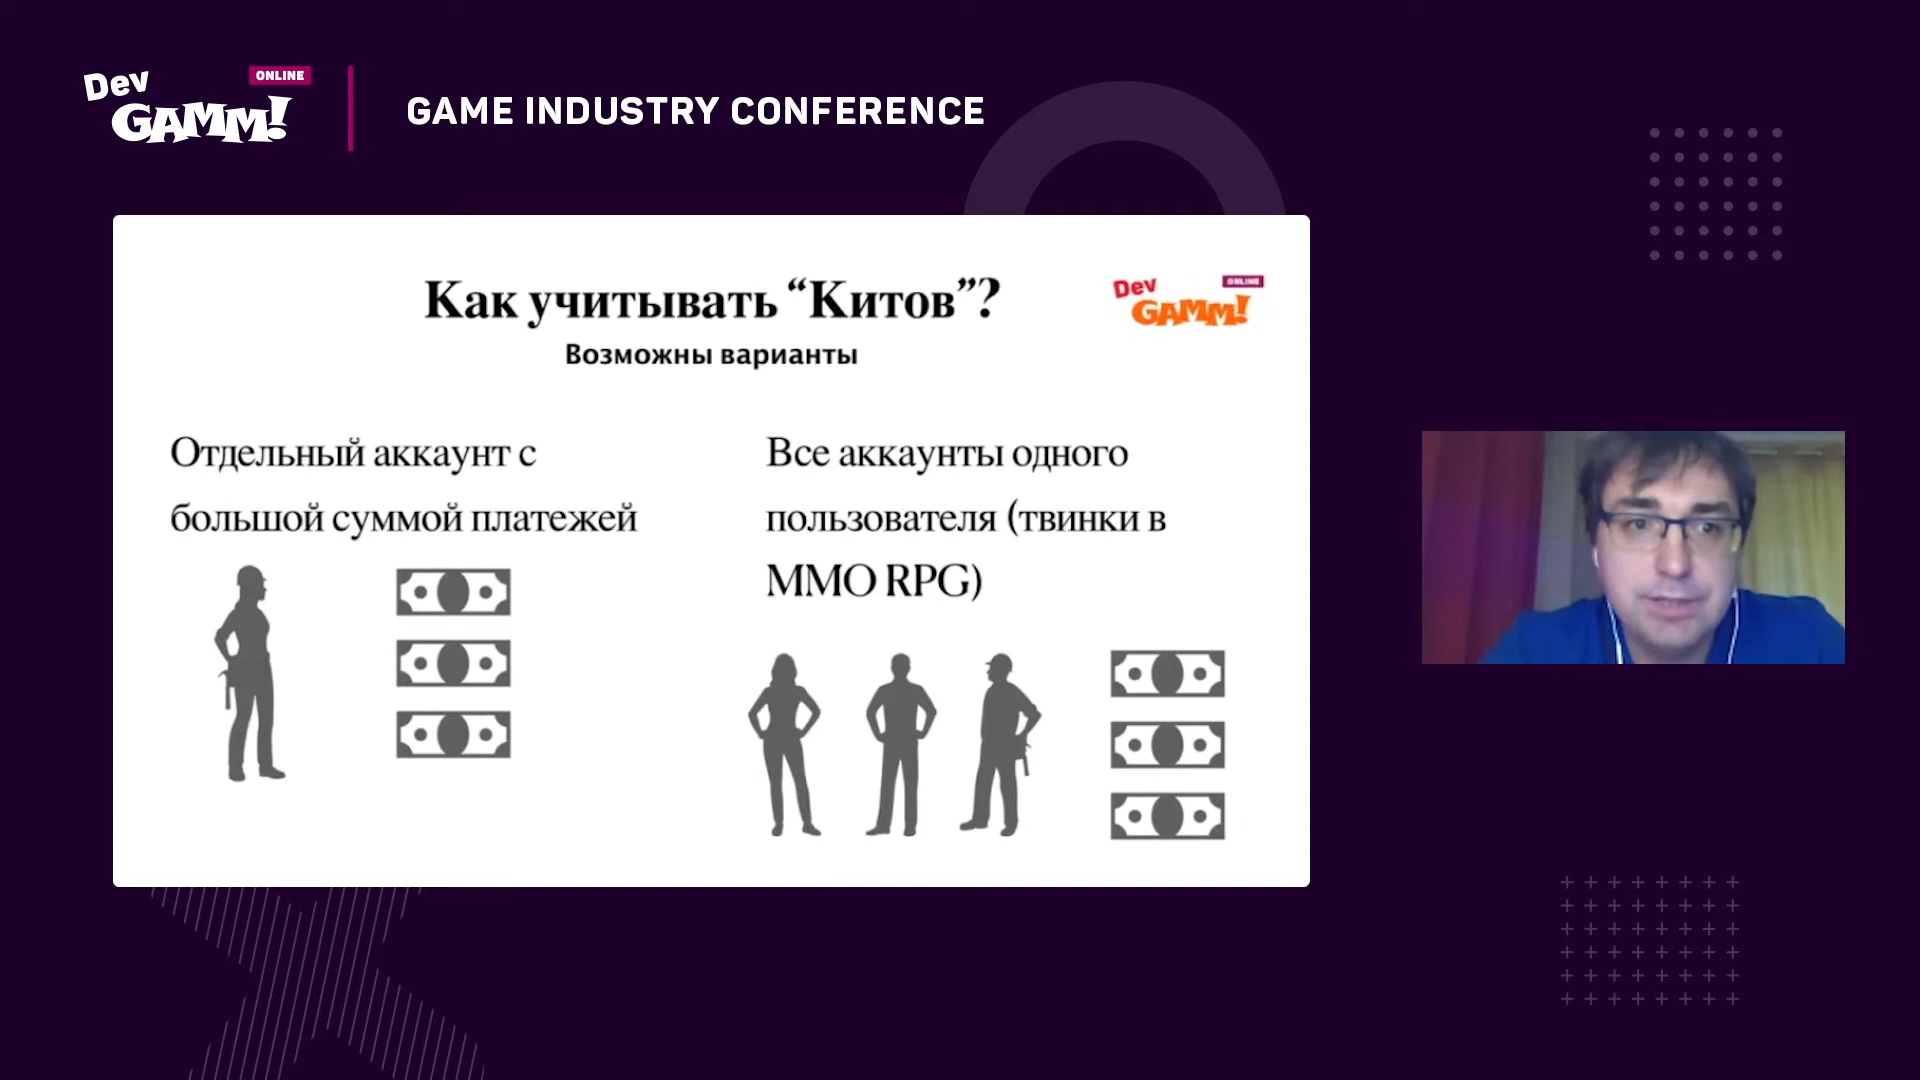 Dev
GAMM!
ONLINE
GAME INDUSTRY CONFERENCE
Как учитывать “Китов”?
Возможны варианты
Dev
GAMM!
ONLINE
Отдельный аккаунт с
большой суммой платежей
Все аккаунты одного
пользователя (твинки в
MMO RPG)